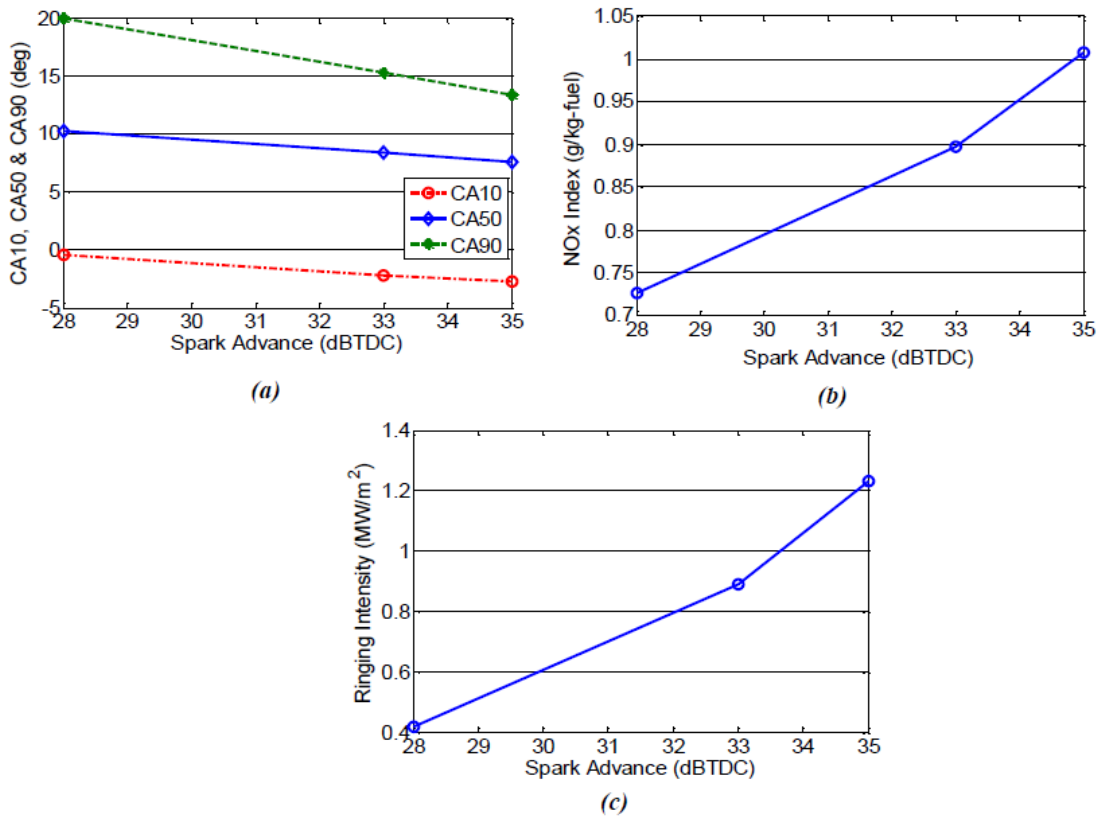 CA10, CA50 & CA90 (deg)
20
15
10
5
0
-5
CA10
CA50
CA90
28 29 30 31 32 33 34 35
Spark Advance (dBTDC)
(a)
NOx Index (g/kg-fuel)
1.05
1
0.95
0.9
0.85
0.8
0.75
0.7
28 29 30 31 32 33 34 35
Spark Advance (dBTDC)
(b)
Ringing Intensity (MW/m²)
1.4
1.2
1
0.8
0.6
0.4
28 29 30 31 32 33 34 35
Spark Advance (dBTDC)
(c)